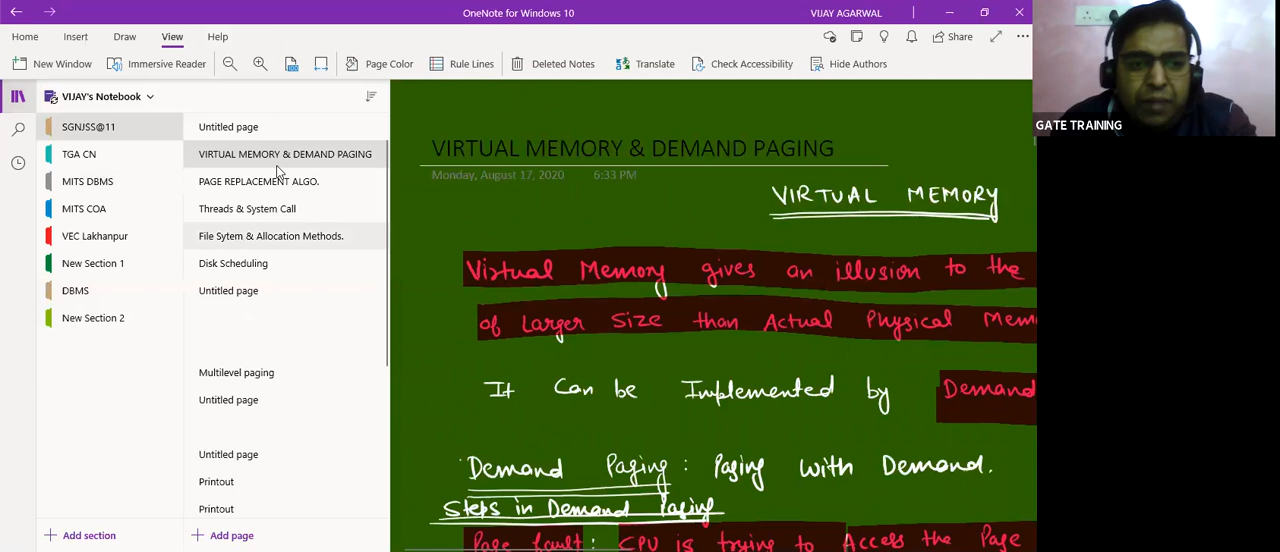 OneNote for Windows 10
VIJAY AGARWAL
Home Insert Draw View Help
Share
New Window Immersive Reader Page Color Rule Lines Deleted Notes Translate Check Accessibility Hide Authors
VIJAY's Notebook
SGNJSS@11
TGA CN
MITS DBMS
MITS COA
VEC Lakhanpur
New Section 1
DBMS
New Section 2
Add section
Untitled page
VIRTUAL MEMORY & DEMAND PAGING
PAGE REPLACEMENT ALGO.
Threads & System Call
File Sytem & Allocation Methods.
Disk Scheduling
Untitled page
Multilevel paging
Untitled page
Untitled page
Printout
Printout
Add page
VIRTUAL MEMORY & DEMAND PAGING
Monday, August 17, 2020 6:33 PM
VIRTUAL MEMORY
Virtual Memory gives an illusion to the
of Larger Size than Actual Physical Mem
It Can be Implemented by Demand
Demand Paging : Paging with Demand.
Steps in Demand Paging
Page fault : CPU is trying to Access the Page
GATE TRAINING